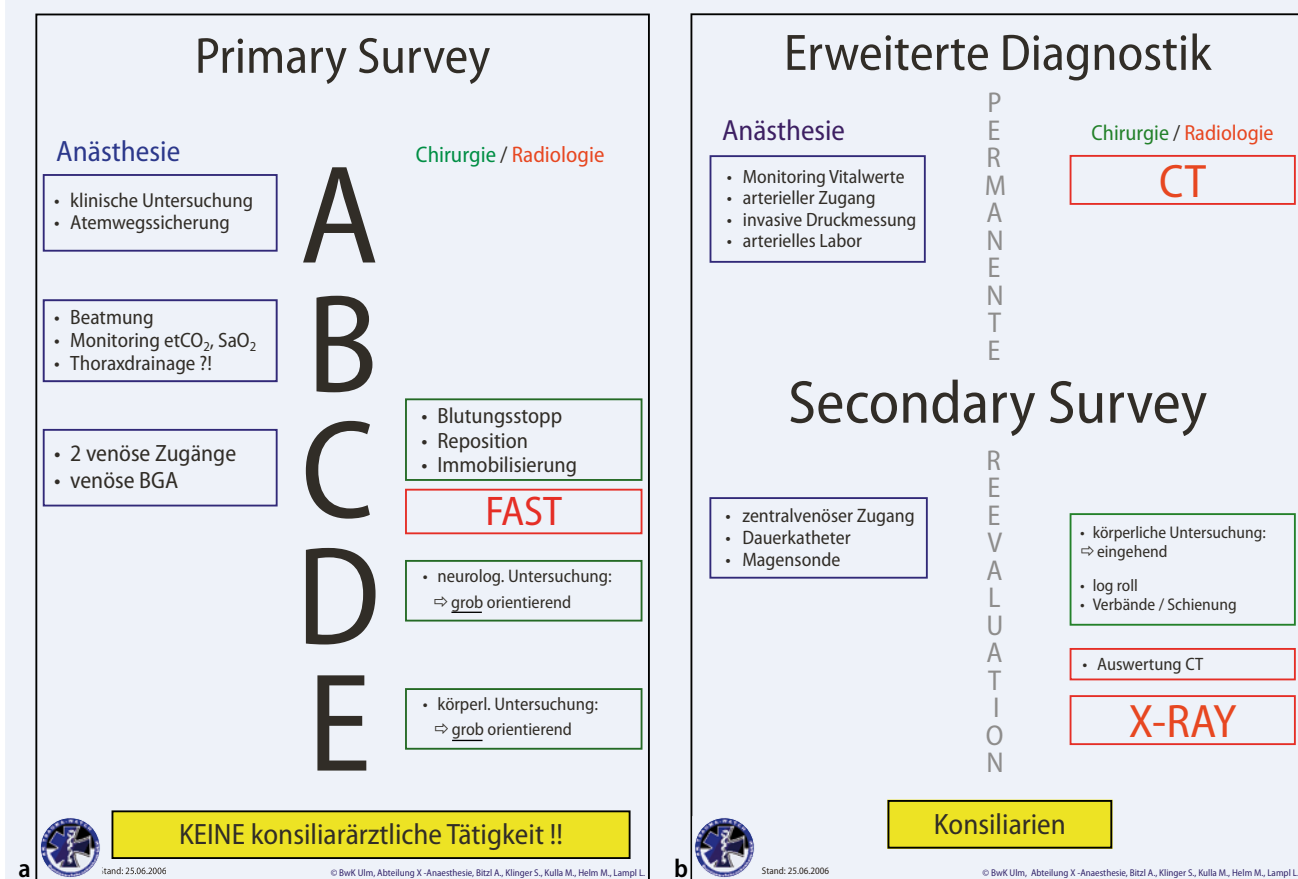 Primary Survey
Anästhesie
Chirurgie / Radiologie
A
• klinische Untersuchung
• Atemwegssicherung
B
• Beatmung
• Monitoring etCO₂, SaO₂
• Thoraxdrainage ?!
C
• 2 venöse Zugänge
• venöse BGA
• Blutungsstopp
• Reposition
• Immobilisierung
FAST
D
• neurolog. Untersuchung:
⇨ grob orientierend
E
• körperl. Untersuchung:
⇨ grob orientierend
KEINE konsiliarärztliche Tätigkeit !!
a
Stand: 25.06.2006
© BwK Ulm, Abteilung X -Anaesthesie, Bitzl A., Klinger S., Kulla M., Helm M., Lampl L.
Erweiterte Diagnostik
PERMANENTE
Anästhesie
Chirurgie / Radiologie
• Monitoring Vitalwerte
• arterieller Zugang
• invasive Druckmessung
• arterielles Labor
CT
Secondary Survey
REEVALUATION
• zentralvenöser Zugang
• Dauerkatheter
• Magensonde
• körperliche Untersuchung:
⇨ eingehend
• log roll
• Verbände / Schienung
• Auswertung CT
X-RAY
Konsiliarien
b
Stand: 25.06.2006
© BwK Ulm, Abteilung X -Anaesthesie, Bitzl A., Klinger S., Kulla M., Helm M., Lampl L.